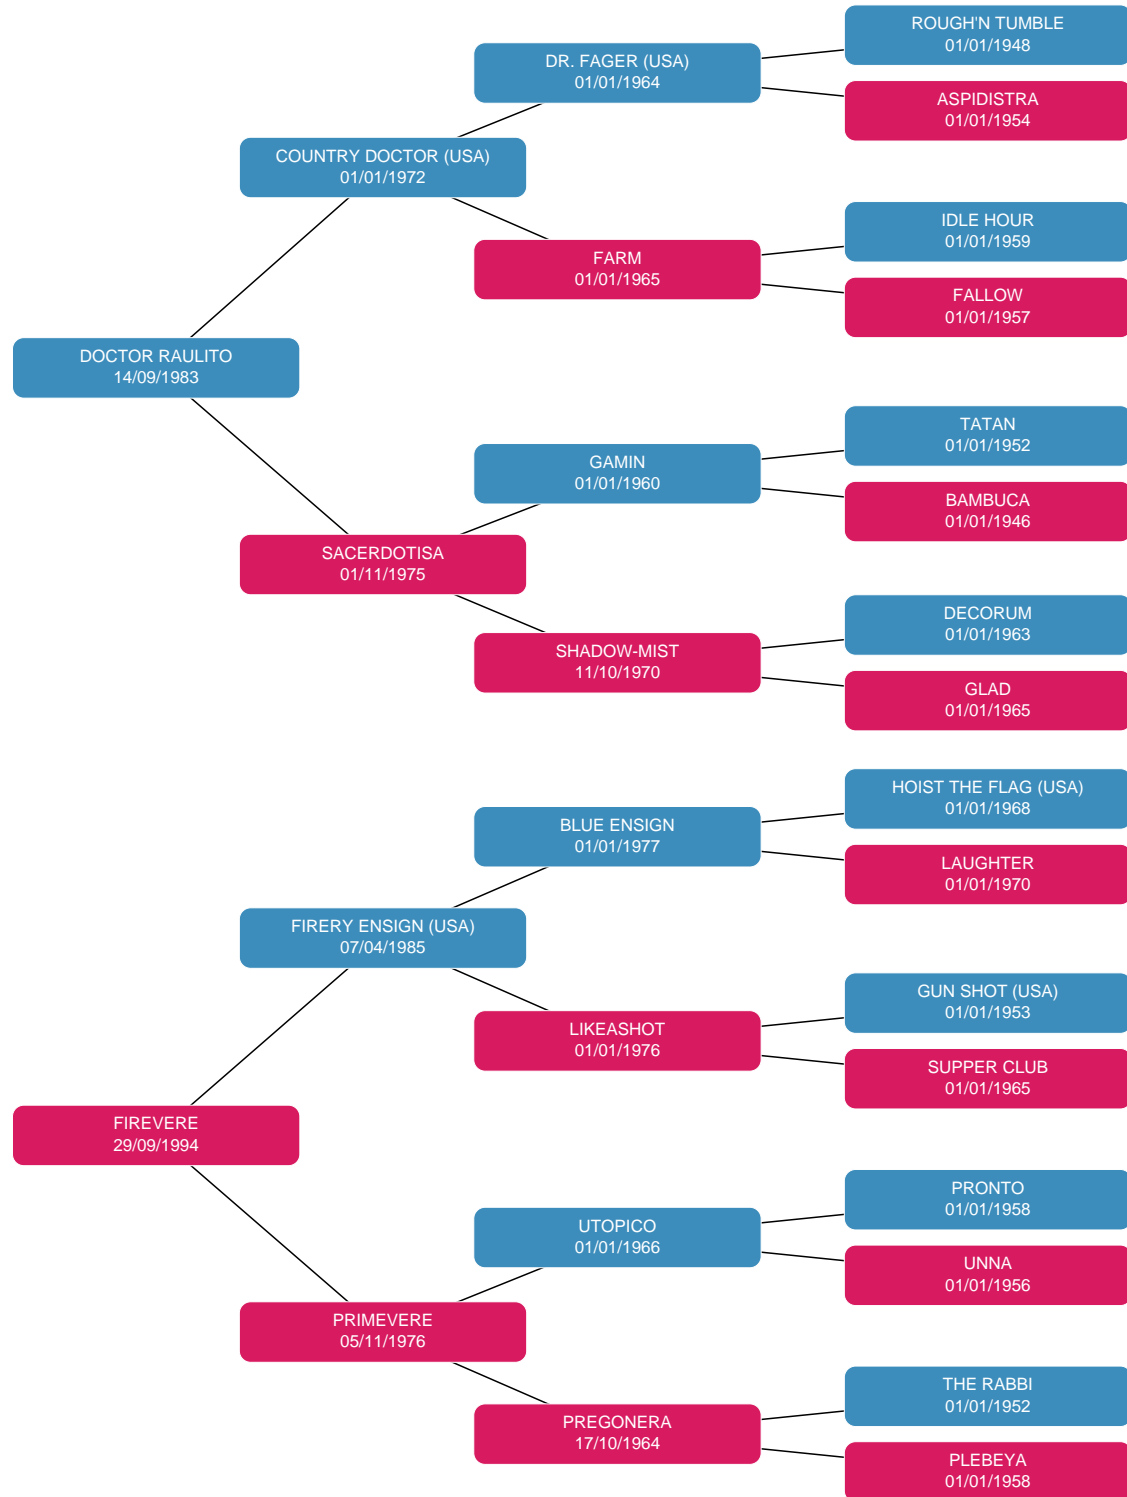 ROUGH'N TUMBLE
01/01/1948
DR. FAGER (USA)
01/01/1964
ASPIDISTRA
01/01/1954
COUNTRY DOCTOR (USA)
01/01/1972
IDLE HOUR
01/01/1959
FARM
01/01/1965
FALLOW
01/01/1957
DOCTOR RAULITO
14/09/1983
TATAN
01/01/1952
GAMIN
01/01/1960
BAMBUCA
01/01/1946
SACERDOTISA
01/11/1975
DECORUM
01/01/1963
SHADOW-MIST
11/10/1970
GLAD
01/01/1965
HOIST THE FLAG (USA)
01/01/1968
BLUE ENSIGN
01/01/1977
LAUGHTER
01/01/1970
FIRERY ENSIGN (USA)
07/04/1985
GUN SHOT (USA)
01/01/1953
LIKEASHOT
01/01/1976
SUPPER CLUB
01/01/1965
FIREVERE
29/09/1994
PRONTO
01/01/1958
UTOPICO
01/01/1966
UNNA
01/01/1956
PRIMEVERE
05/11/1976
THE RABBI
01/01/1952
PREGONERA
17/10/1964
PLEBEYA
01/01/1958